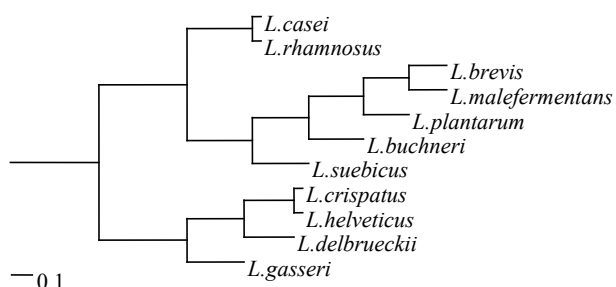 L.casei
L.rhamnosus
L.brevis
L.malefermentans
L.plantarum
L.buchneri
L.suebicus
L.crispatus
L.helveticus
L.delbrueckii
L.gasseri
0.1